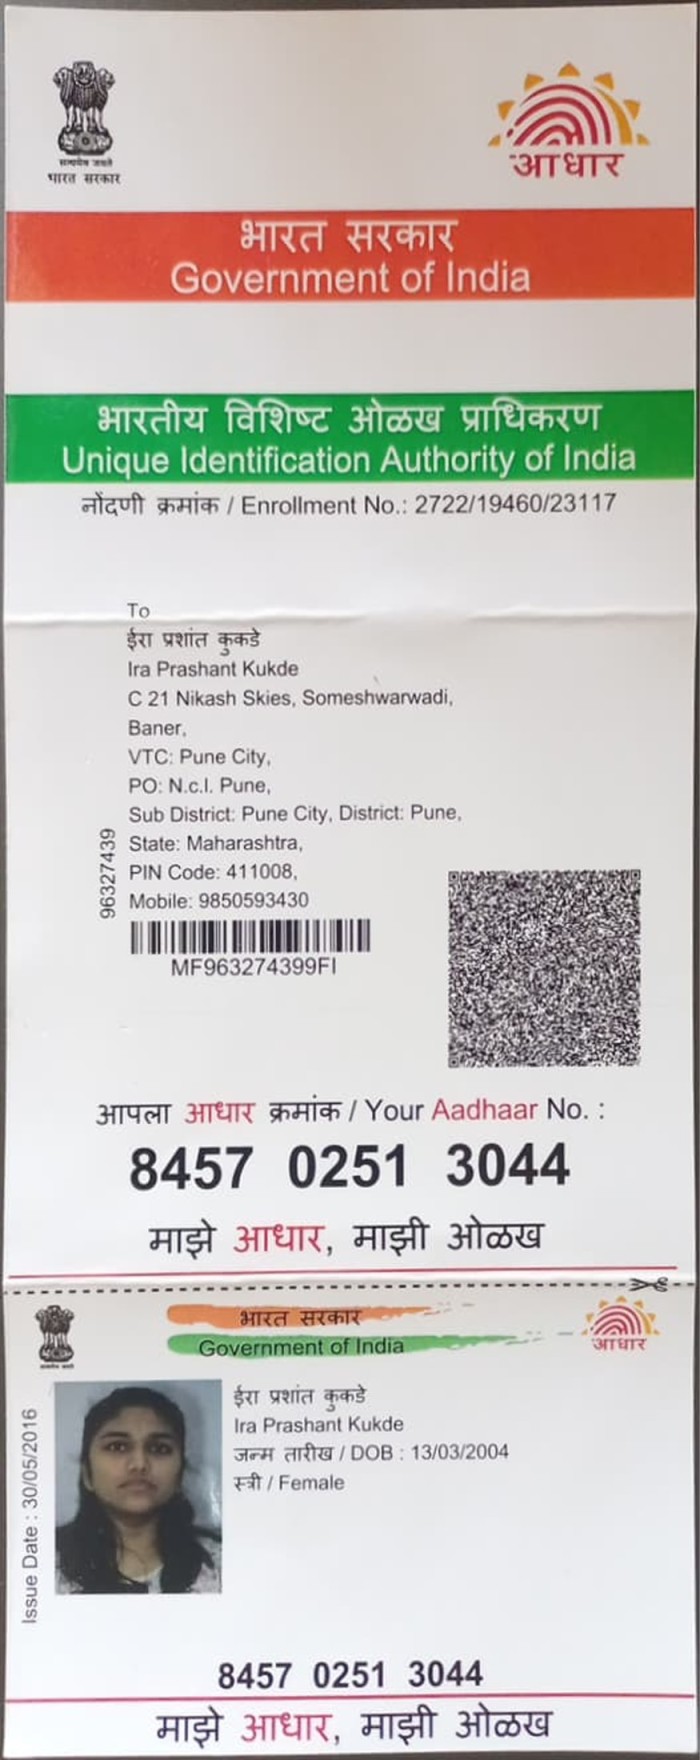 सत्यमेव जयते
भारत सरकार
आधार
भारत सरकार
Government of India
भारतीय विशिष्ट ओळख प्राधिकरण
Unique Identification Authority of India
नोंदणी क्रमांक / Enrollment No.: 2722/19460/23117
To
ईरा प्रशांत कुकडे
Ira Prashant Kukde
C 21 Nikash Skies, Someshwarwadi,
Baner,
VTC: Pune City,
PO: N.c.l. Pune,
Sub District: Pune City, District: Pune,
State: Maharashtra,
PIN Code: 411008,
Mobile: 9850593430
96327439
MF963274399FI
आपला आधार क्रमांक / Your Aadhaar No. :
8457 0251 3044
माझे आधार, माझी ओळख
भारत सरकार
Government of India
आधार
ईरा प्रशांत कुकडे
Ira Prashant Kukde
जन्म तारीख / DOB : 13/03/2004
स्त्री / Female
Issue Date : 30/05/2016
8457 0251 3044
माझे आधार, माझी ओळख